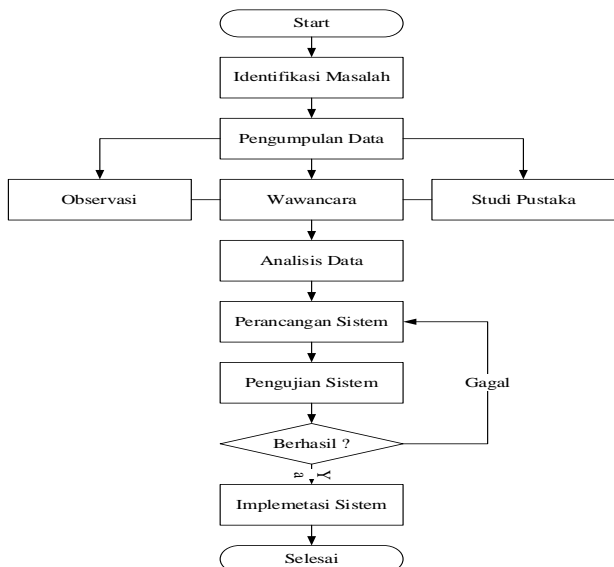 Start
Identifikasi Masalah
Pengumpulan Data
Observasi
Wawancara
Studi Pustaka
Analisis Data
Perancangan Sistem
Pengujian Sistem
Gagal
Berhasil ?
Ya
Implemetasi Sistem
Selesai